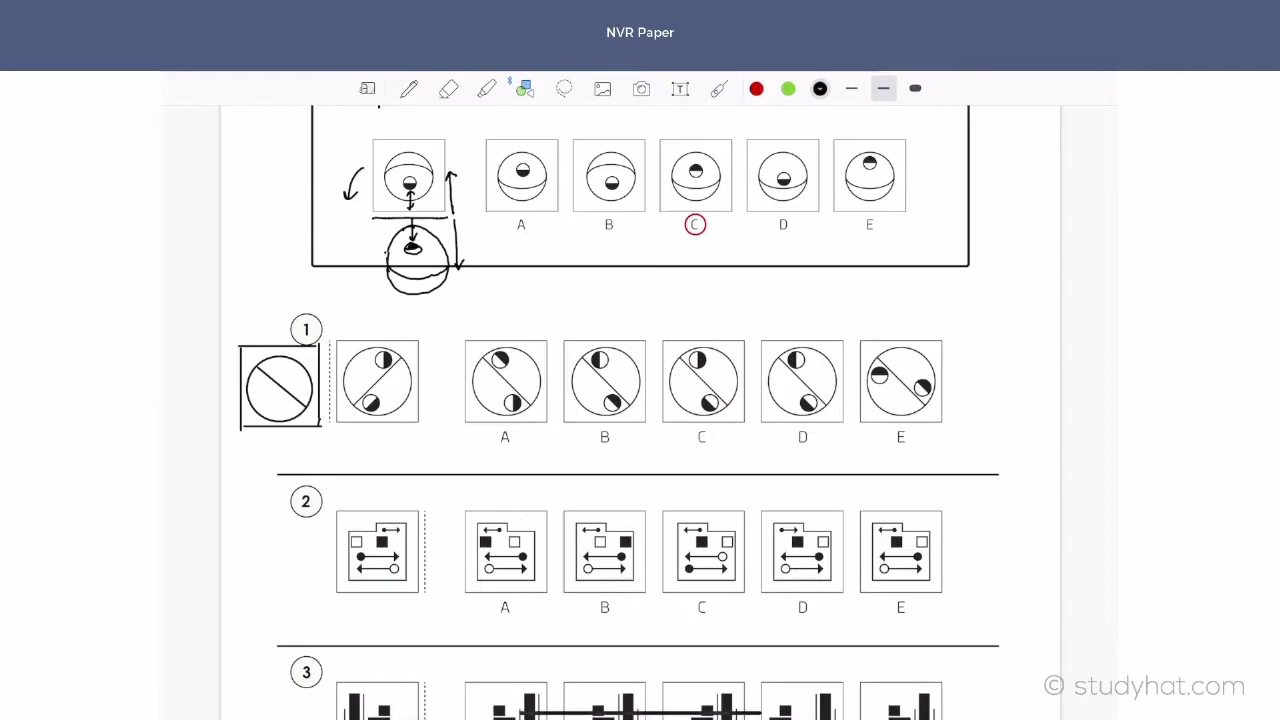 NVR Paper
T
A B C D E
1
A B C D E
2
A B C D E
3
© studyhat.com